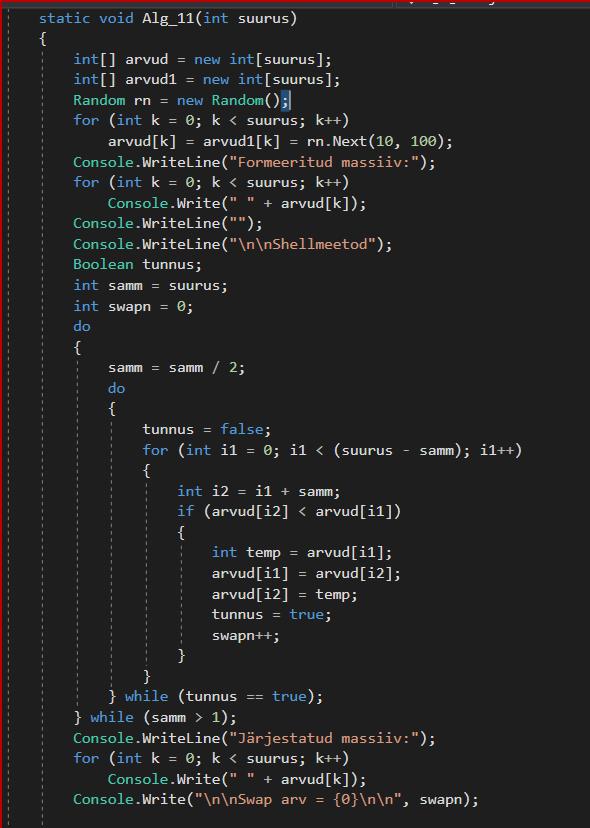 static void Alg_11(int suurus)
{
int[] arvud = new int[suurus];
int[] arvud1 = new int[suurus];
Random rn = new Random();
for (int k = 0; k < suurus; k++)
arvud[k] = arvud1[k] = rn.Next(10, 100);
Console.WriteLine("Formeeritud massiiv:");
for (int k = 0; k < suurus; k++)
Console.Write(" " + arvud[k]);
Console.WriteLine("");
Console.WriteLine("\n\nShellmeetod");
Boolean tunnus;
int samm = suurus;
int swapn = 0;
do
{
samm = samm / 2;
do
{
tunnus = false;
for (int i1 = 0; i1 < (suurus - samm); i1++)
{
int i2 = i1 + samm;
if (arvud[i2] < arvud[i1])
{
int temp = arvud[i1];
arvud[i1] = arvud[i2];
arvud[i2] = temp;
tunnus = true;
swapn++;
}
}
} while (tunnus == true);
} while (samm > 1);
Console.WriteLine("Järjestatud massiiv:");
for (int k = 0; k < suurus; k++)
Console.Write(" " + arvud[k]);
Console.Write("\n\nSwap arv = {0}\n\n", swapn);